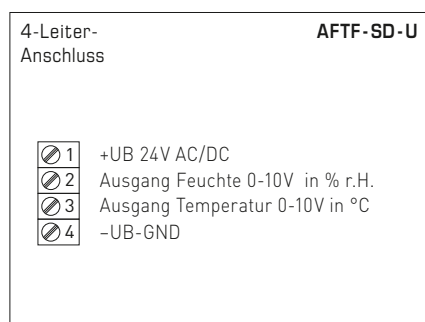 4-Leiter- AFTF-SD-U
Anschluss
1 +UB 24V AC/DC
2 Ausgang Feuchte 0-10V in % r.H.
3 Ausgang Temperatur 0-10V in °C
4 –UB-GND